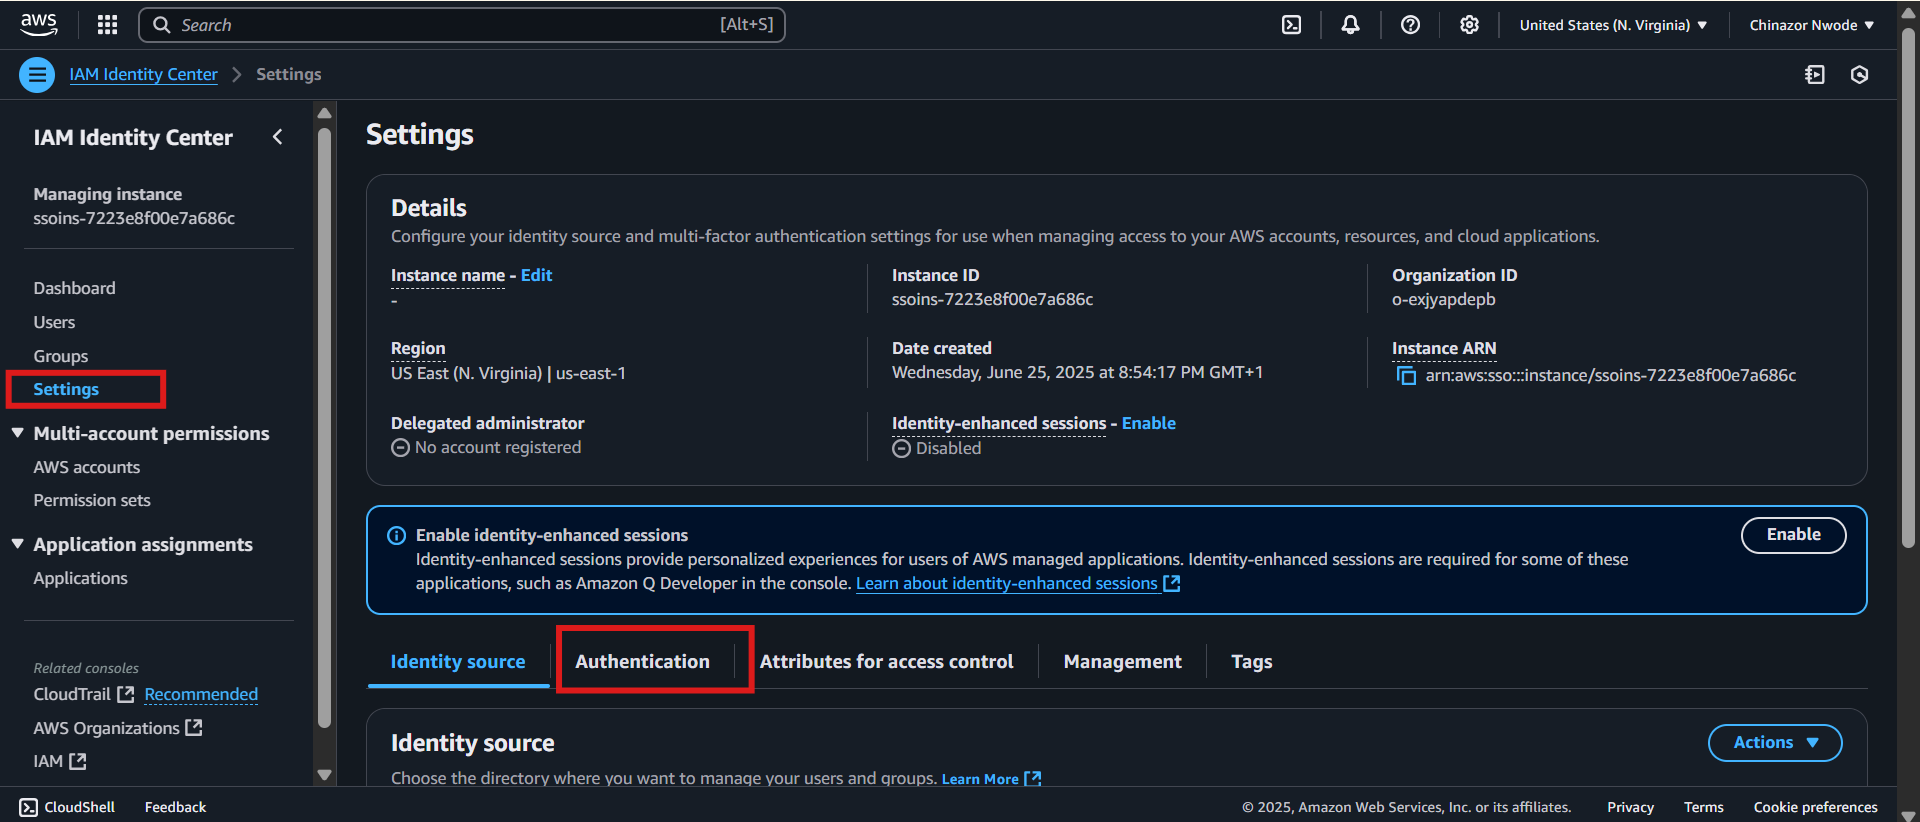 aws
Search
[Alt+S]
United States (N. Virginia)
Chinazor Nwode
IAM Identity Center
Settings
IAM Identity Center
Managing instance
ssoins-7223e8f00e7a686c
Dashboard
Users
Groups
Settings
Multi-account permissions
AWS accounts
Permission sets
Application assignments
Applications
Related consoles
CloudTrail Recommended
AWS Organizations
IAM
Settings
Details
Configure your identity source and multi-factor authentication settings for use when managing access to your AWS accounts, resources, and cloud applications.
Instance name - Edit
-
Instance ID
ssoins-7223e8f00e7a686c
Organization ID
o-exjyapdepb
Region
US East (N. Virginia) | us-east-1
Date created
Wednesday, June 25, 2025 at 8:54:17 PM GMT+1
Instance ARN
arn:aws:sso:::instance/ssoins-7223e8f00e7a686c
Delegated administrator
No account registered
Identity-enhanced sessions - Enable
Disabled
Enable identity-enhanced sessions
Identity-enhanced sessions provide personalized experiences for users of AWS managed applications. Identity-enhanced sessions are required for some of these
applications, such as Amazon Q Developer in the console. Learn about identity-enhanced sessions
Enable
Identity source
Authentication
Attributes for access control
Management
Tags
Identity source
Actions
Choose the directory where you want to manage your users and groups. Learn More
CloudShell
Feedback
© 2025, Amazon Web Services, Inc. or its affiliates.
Privacy
Terms
Cookie preferences